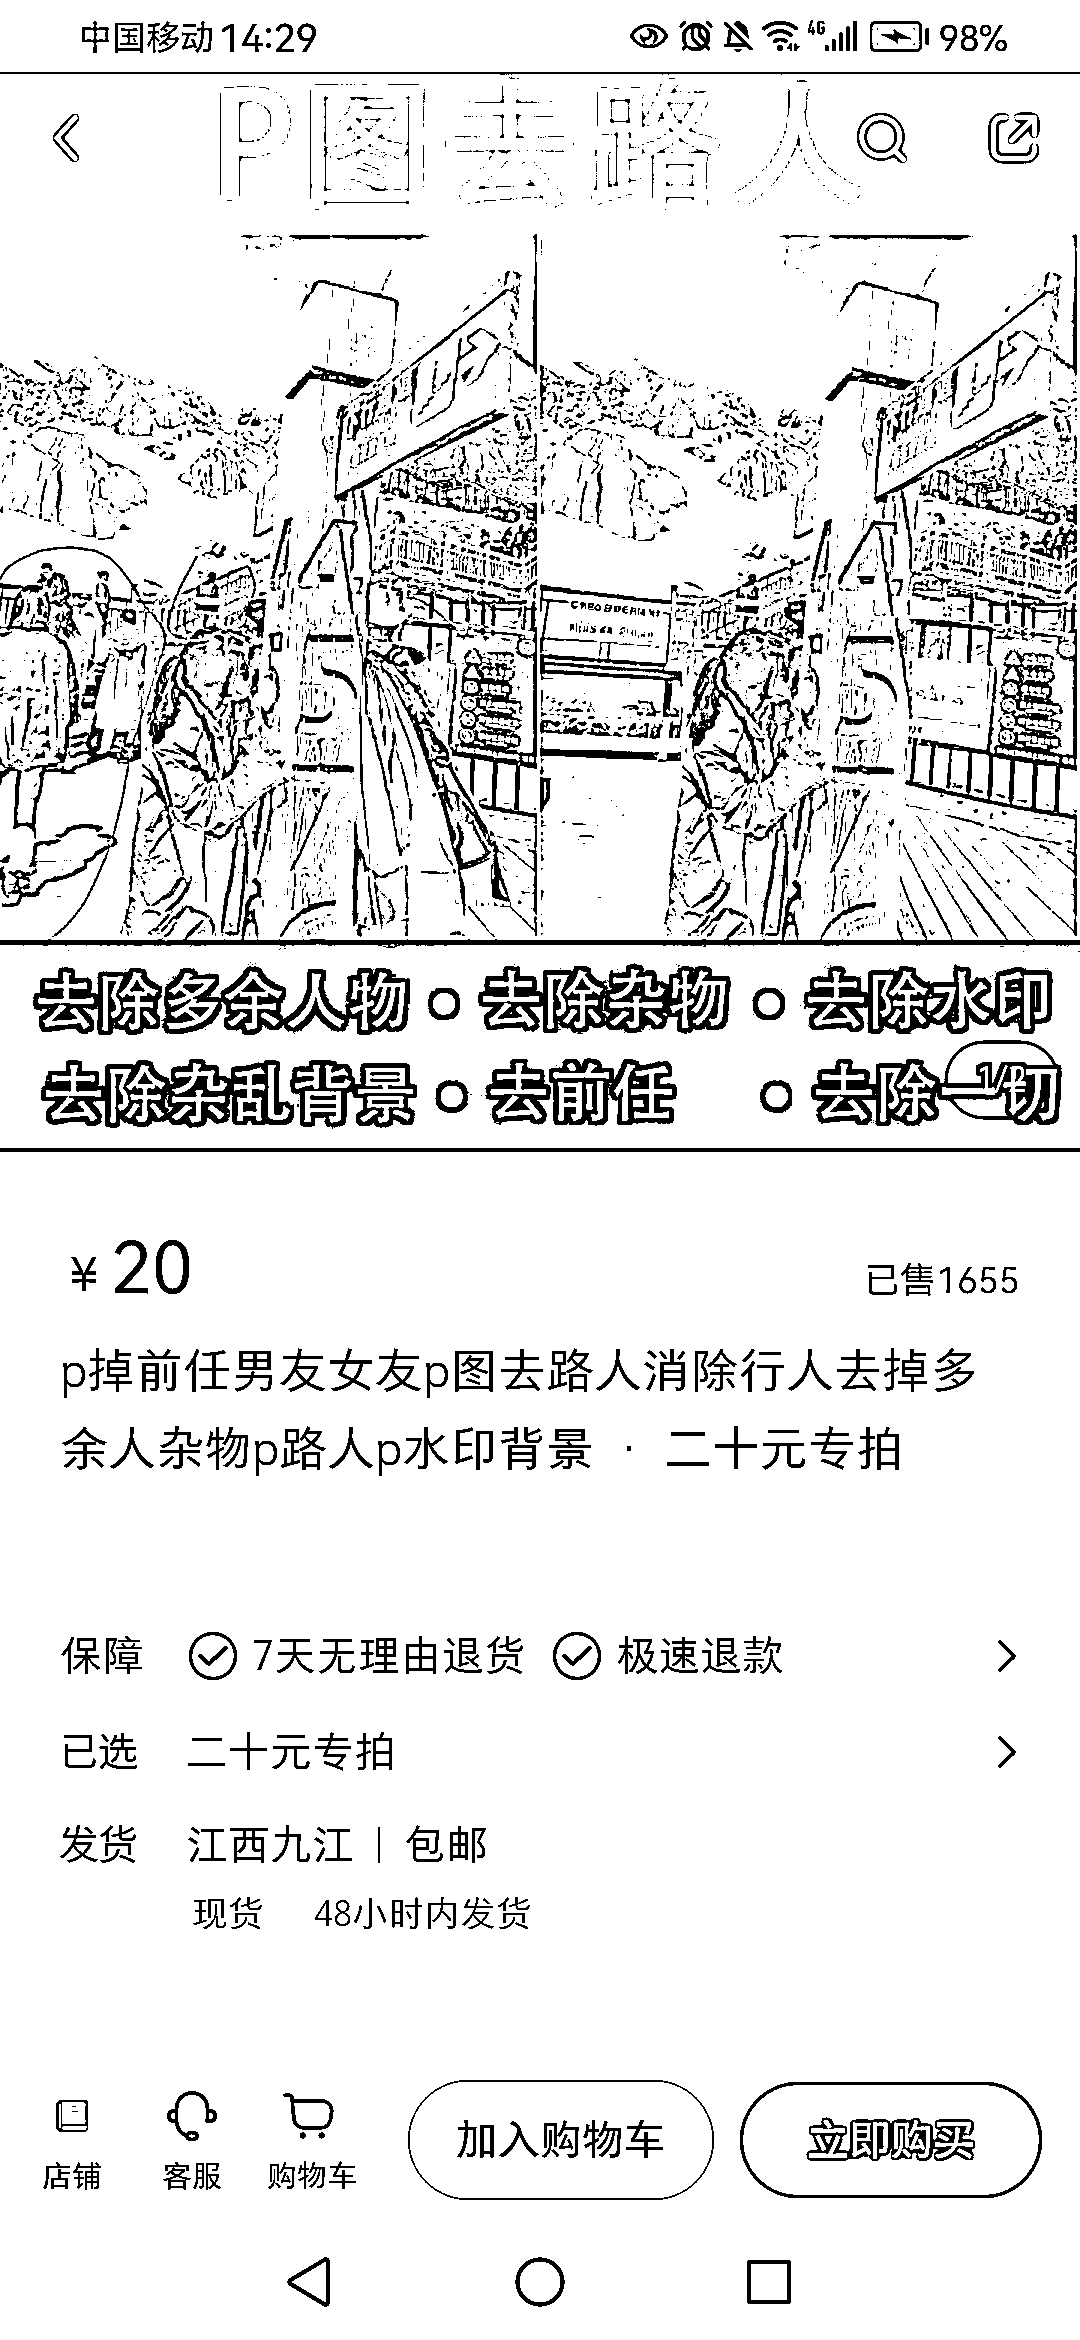 中国移动 14:29 4G 98%
P图去路人
去除多余人物 去除杂物 去除水印
去除杂乱背景 去前任 去除一切
¥20 已售1655
p掉前任男友女友p图去路人消除行人去掉多
余人杂物p路人p水印背景 · 二十元专拍
保障 7天无理由退货 极速退款
已选 二十元专拍
发货 江西九江 | 包邮
现货 48小时内发货
店铺 客服 购物车 加入购物车 立即购买